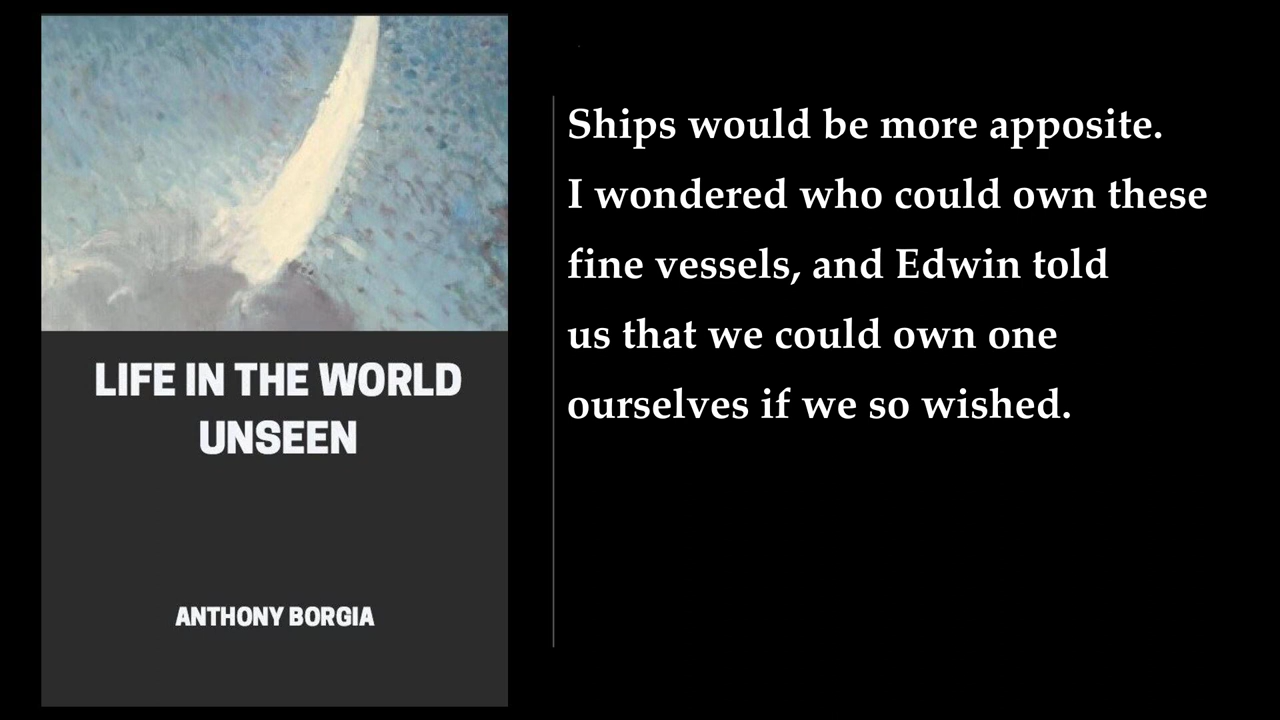 LIFE IN THE WORLD
UNSEEN
ANTHONY BORGIA
Ships would be more apposite.
I wondered who could own these
fine vessels, and Edwin told
us that we could own one
ourselves if we so wished.